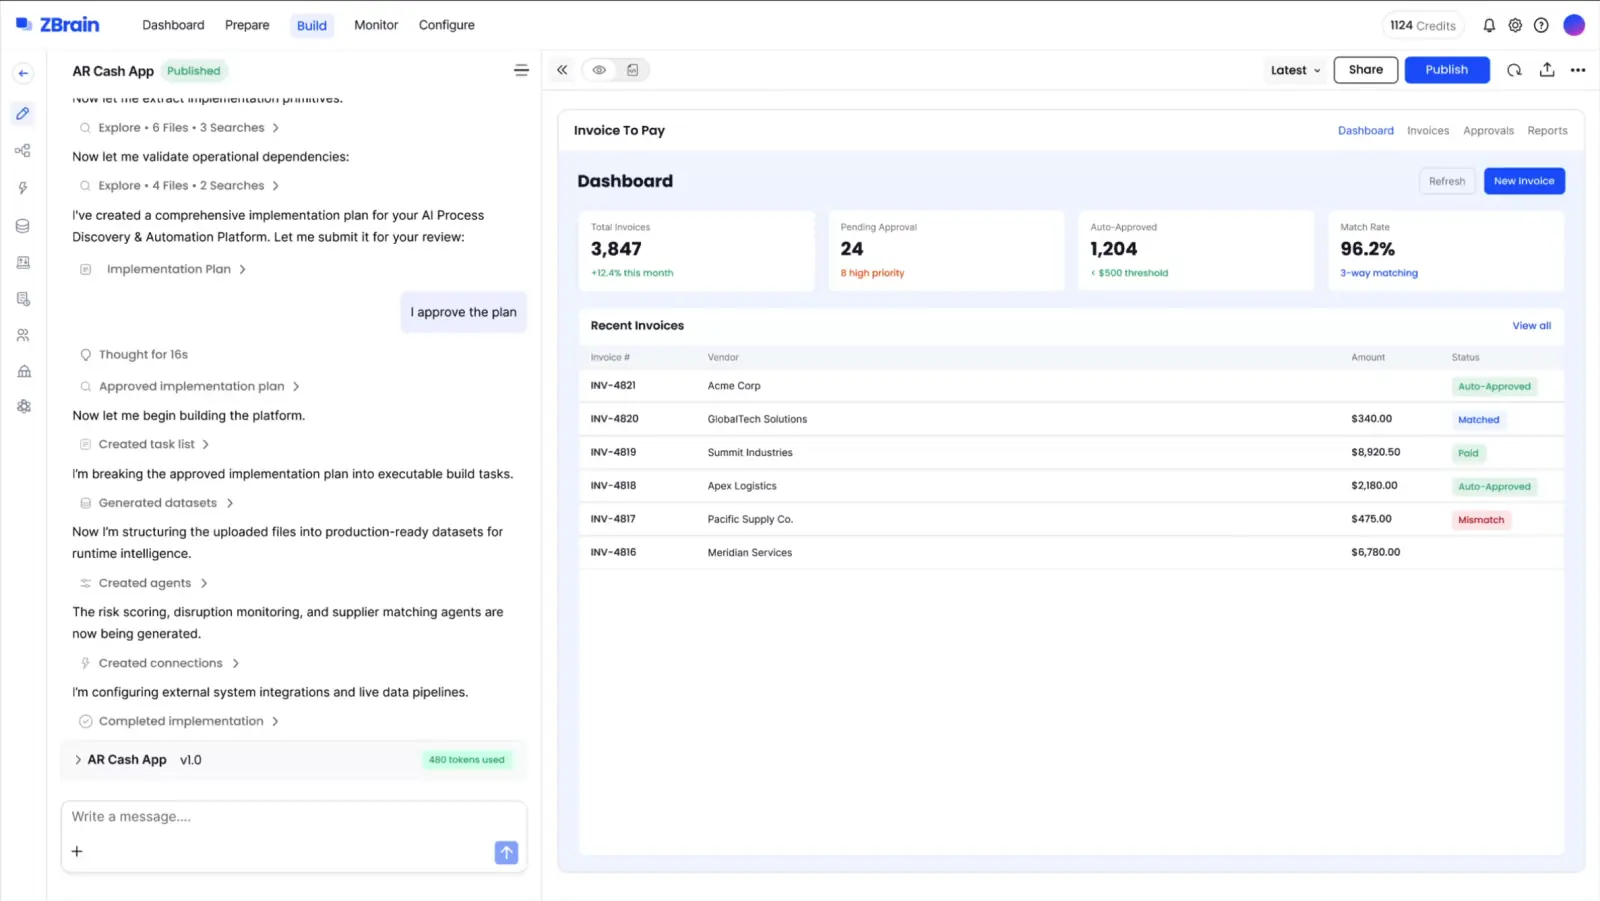 ZBrain
Dashboard
Prepare
Build
Monitor
Configure
1124 Credits
AR Cash App
Published
Now let me extract implementation primitives:
Explore • 6 Files • 3 Searches
Now let me validate operational dependencies:
Explore • 4 Files • 2 Searches
I've created a comprehensive implementation plan for your AI Process
Discovery & Automation Platform. Let me submit it for your review:
Implementation Plan
I approve the plan
Thought for 16s
Approved implementation plan
Now let me begin building the platform.
Created task list
I'm breaking the approved implementation plan into executable build tasks.
Generated datasets
Now I'm structuring the uploaded files into production-ready datasets for
runtime intelligence.
Created agents
The risk scoring, disruption monitoring, and supplier matching agents are
now being generated.
Created connections
I'm configuring external system integrations and live data pipelines.
Completed implementation
AR Cash App v1.0
480 tokens used
Write a message....
Latest
Share
Publish
Invoice To Pay
Dashboard
Invoices
Approvals
Reports
Dashboard
Refresh
New Invoice
Total Invoices
3,847
+12.4% this month
Pending Approval
24
8 high priority
Auto-Approved
1,204
< $500 threshold
Match Rate
96.2%
3-way matching
Recent Invoices
View all
Invoice # Vendor Amount Status
INV-4821 Acme Corp Auto-Approved
INV-4820 GlobalTech Solutions $340.00 Matched
INV-4819 Summit Industries $8,920.50 Paid
INV-4818 Apex Logistics $2,180.00 Auto-Approved
INV-4817 Pacific Supply Co. $475.00 Mismatch
INV-4816 Meridian Services $6,780.00